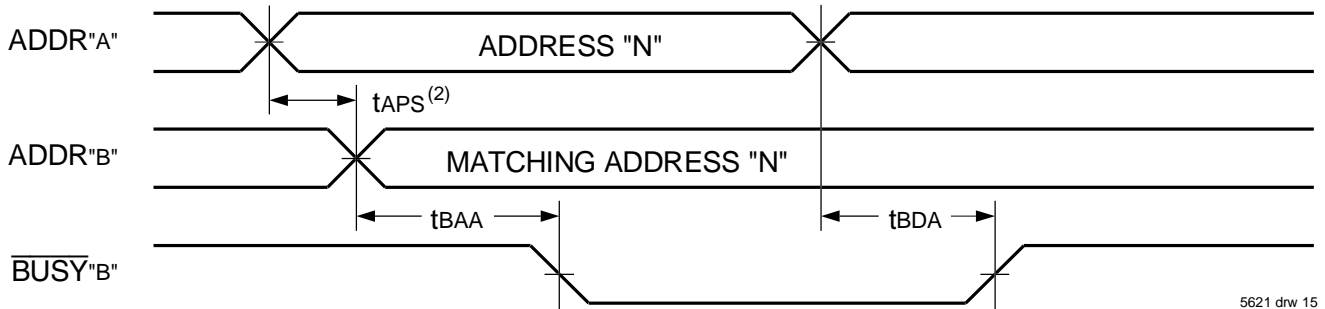 ADDR"A"
ADDRESS "N"
tAPS(2)
ADDR"B"
MATCHING ADDRESS "N"
tBAA
tBDA
BUSY"B"
5621 drw 15